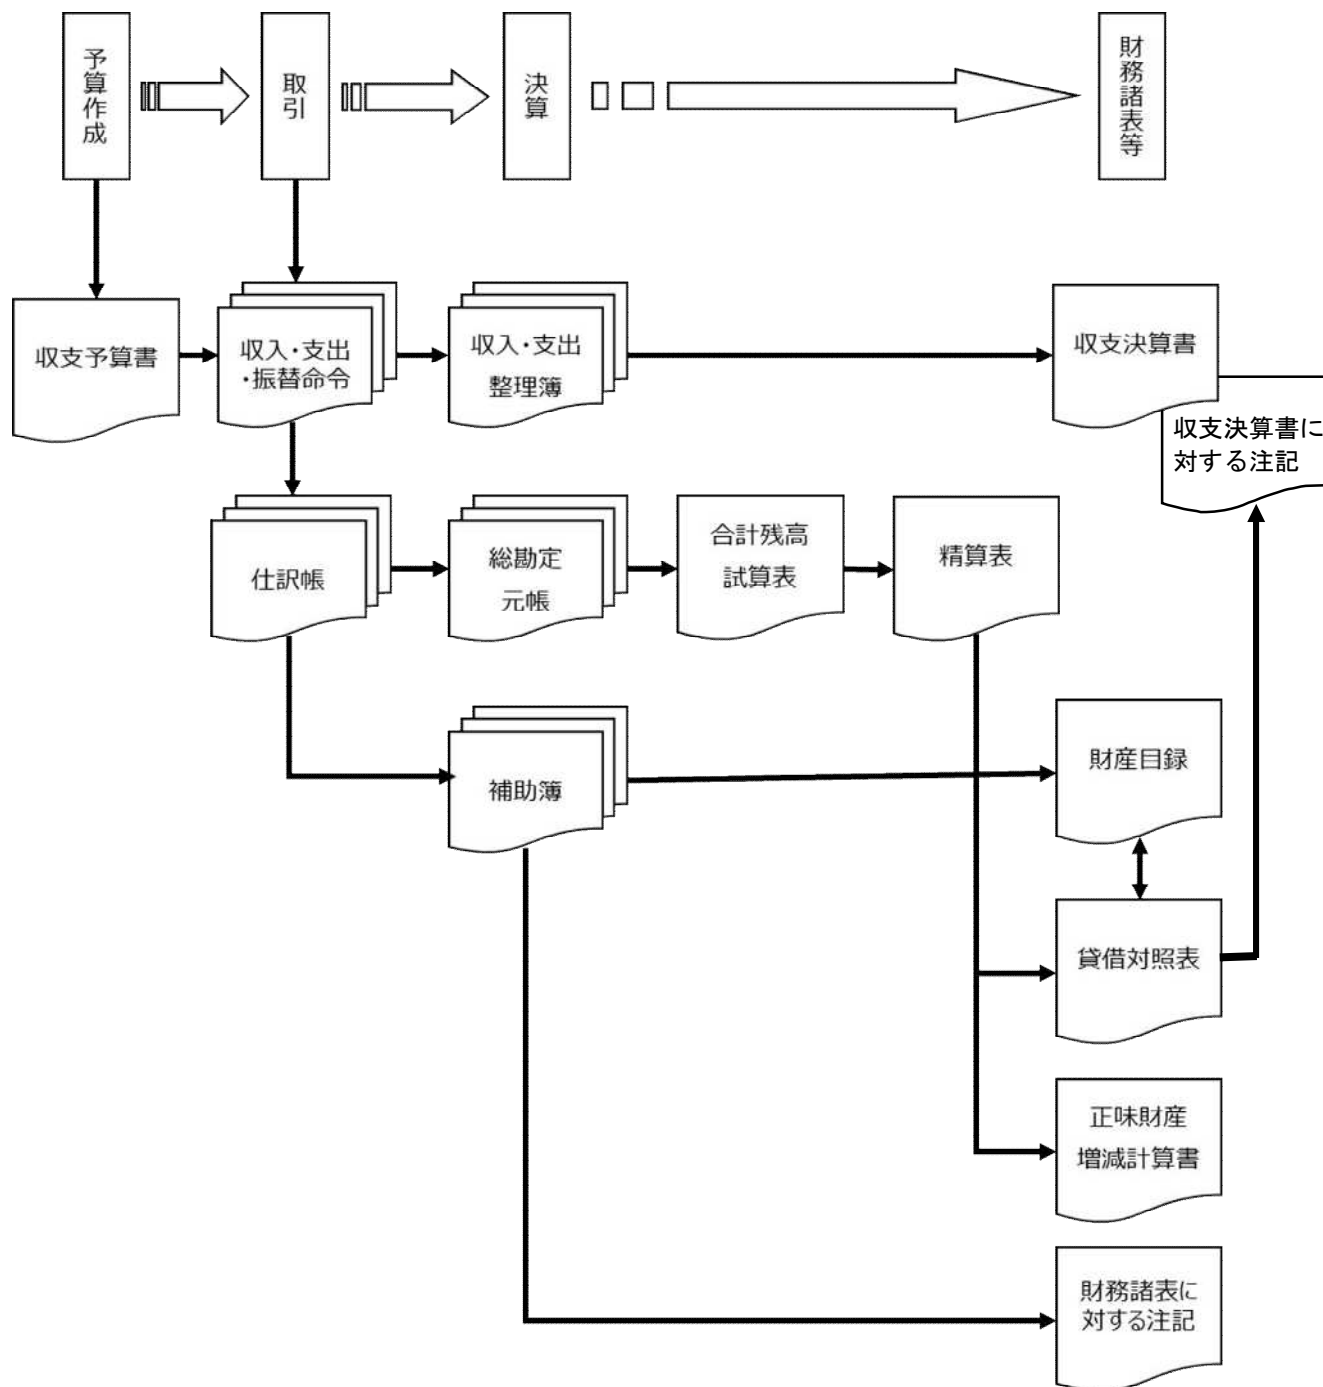 予算作成
取引
決算
財務諸表等
収支予算書
収入・支出
・振替命令
収入・支出
整理簿
収支決算書
収支決算書に
対する注記
仕訳帳
総勘定
元帳
合計残高
試算表
精算表
補助簿
財産目録
貸借対照表
正味財産
増減計算書
財務諸表に
対する注記